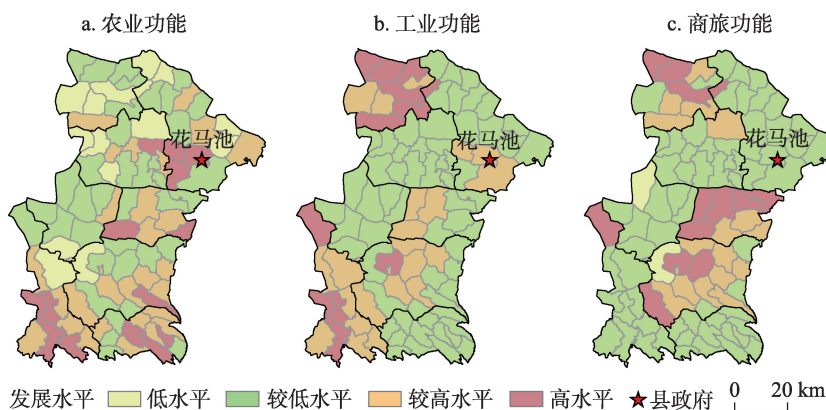 a. 农业功能
b. 工业功能
c. 商旅功能
花马池
花马池
花马池
发展水平 低水平 较低水平 较高水平 高水平 县政府 0 20 km